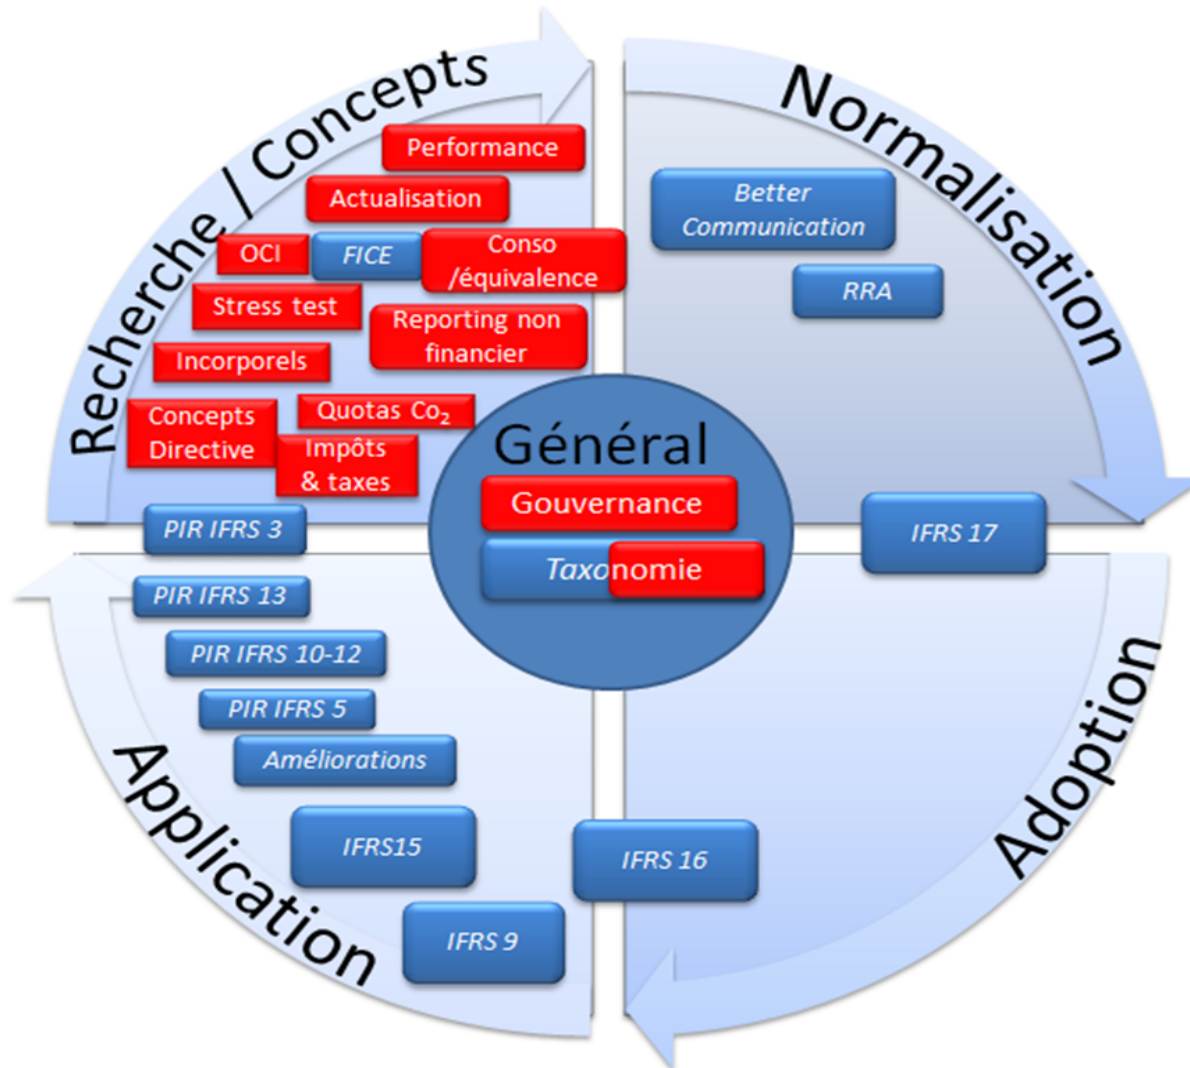 Recherche / Concepts
Performance
Actualisation
OCI
FICE
Conso
/équivalence
Stress test
Reporting non
financier
Incorporels
Quotas Co₂
Concepts
Directive
Impôts
& taxes
Normalisation
Better
Communication
RRA
Général
Gouvernance
Taxonomie
PIR IFRS 3
IFRS 17
PIR IFRS 13
PIR IFRS 10-12
PIR IFRS 5
Améliorations
IFRS15
IFRS 9
Application
IFRS 16
Adoption